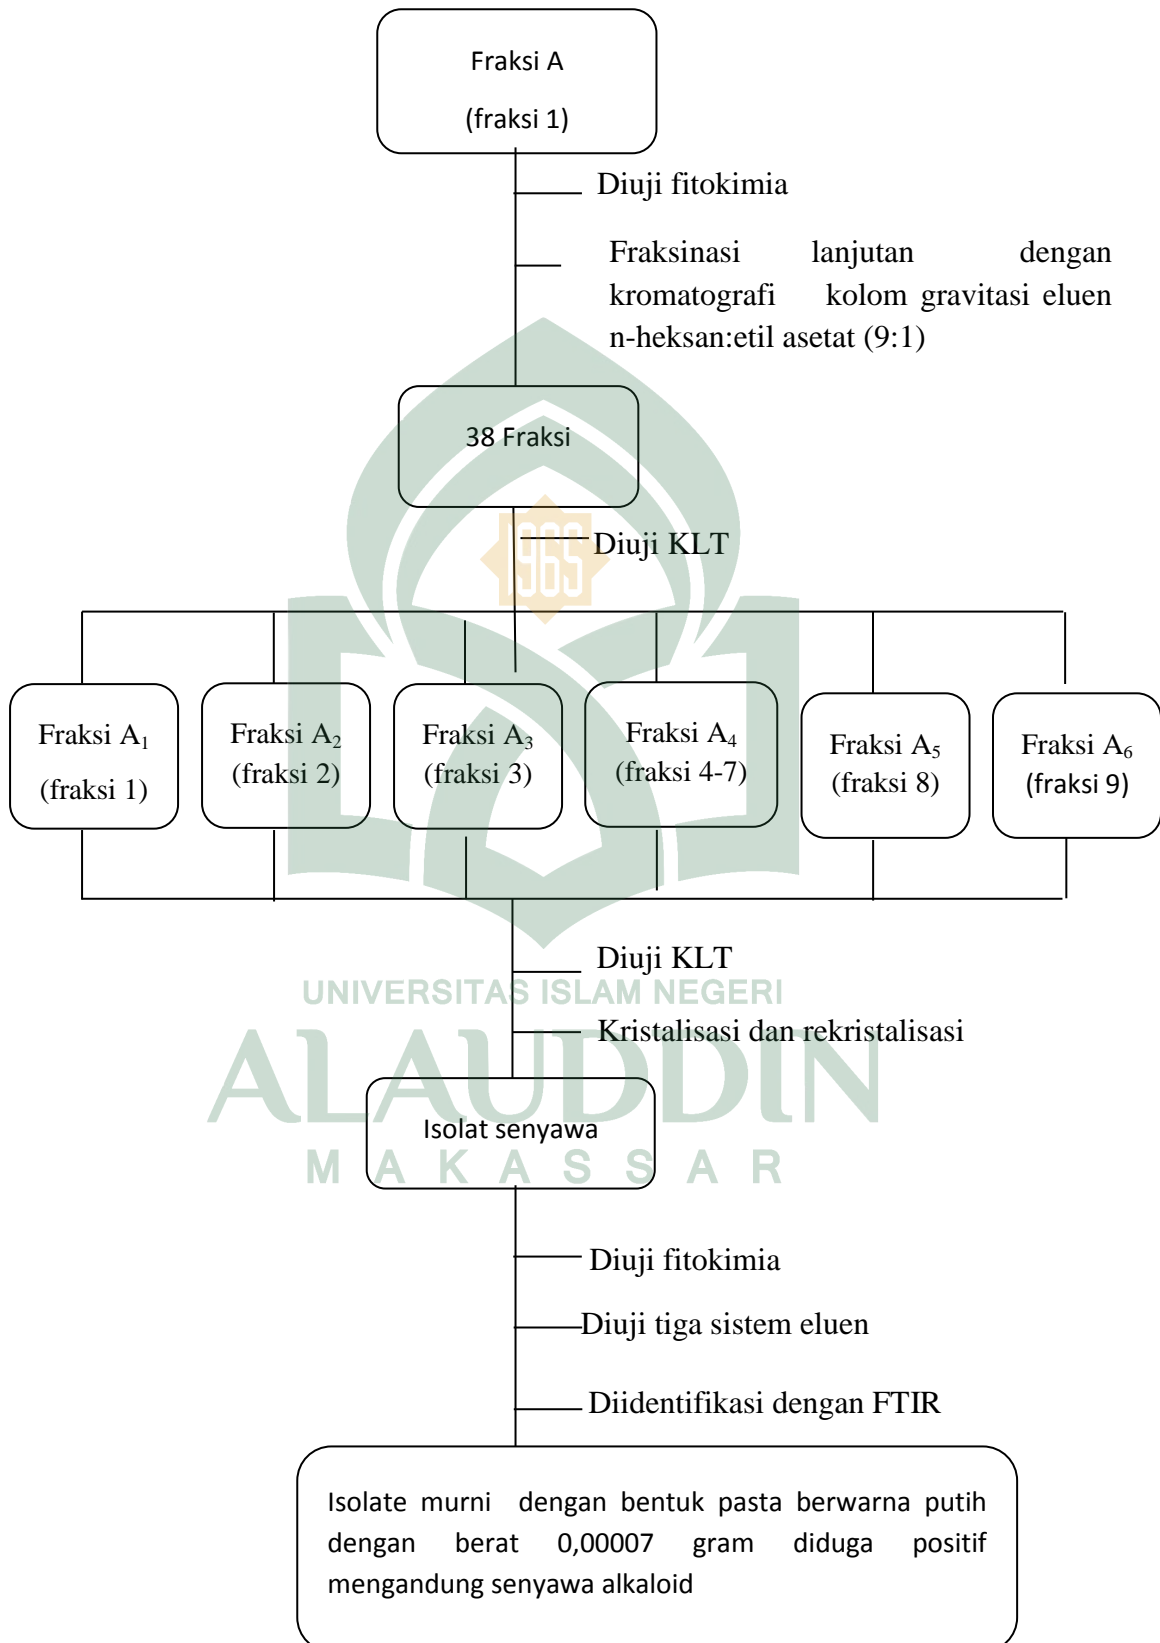 Fraksi A
(fraksi 1)
Diuji fitokimia
Fraksinasi lanjutan dengan
kromatografi kolom gravitasi eluen
n-heksan:etil asetat (9:1)
38 Fraksi
1965
Diuji KLT
Fraksi A₁
(fraksi 1)
Fraksi A₂
(fraksi 2)
Fraksi A₃
(fraksi 3)
Fraksi A₄
(fraksi 4-7)
Fraksi A₅
(fraksi 8)
Fraksi A₆
(fraksi 9)
Diuji KLT
UNIVERSITAS ISLAM NEGERI
Kristalisasi dan rekristalisasi
ALAUDDIN
Isolat senyawa
MAKASSAR
Diuji fitokimia
Diuji tiga sistem eluen
Diidentifikasi dengan FTIR
Isolate murni dengan bentuk pasta berwarna putih
dengan berat 0,00007 gram diduga positif
mengandung senyawa alkaloid